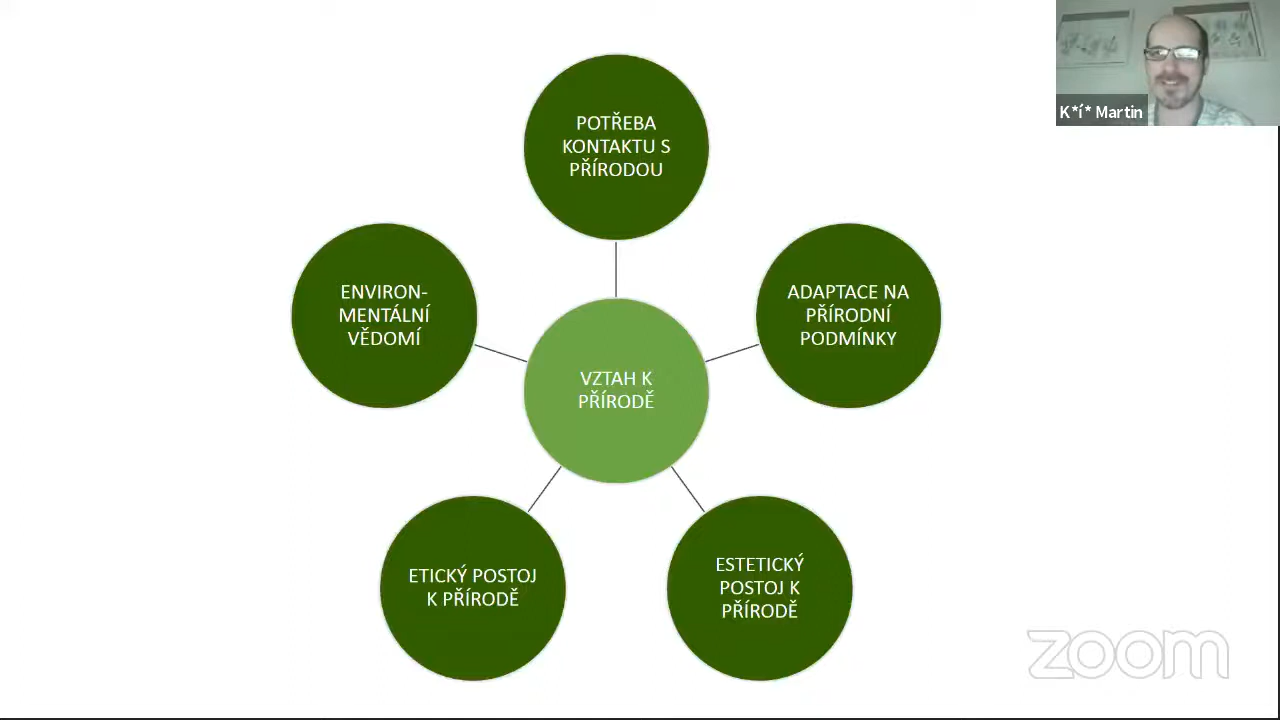 K*í* Martin
POTŘEBA
KONTAKTU S
PŘÍRODOU
ENVIRON-
MENTÁLNÍ
VĚDOMÍ
ADAPTACE NA
PŘÍRODNÍ
PODMÍNKY
VZTAH K
PŘÍRODĚ
ETICKÝ POSTOJ
K PŘÍRODĚ
ESTETICKÝ
POSTOJ K
PŘÍRODĚ
zoom